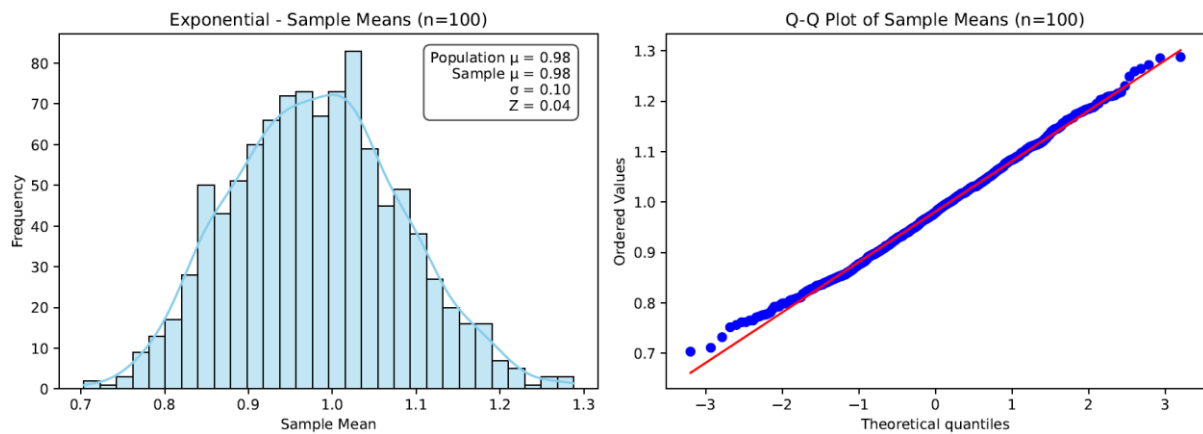 Exponential - Sample Means (n=100)
Population μ = 0.98
Sample μ = 0.98
σ = 0.10
Z = 0.04
Frequency
80
70
60
50
40
30
20
10
0
0.7 0.8 0.9 1.0 1.1 1.2 1.3
Sample Mean
Q-Q Plot of Sample Means (n=100)
Ordered Values
1.3
1.2
1.1
1.0
0.9
0.8
0.7
−3 −2 −1 0 1 2 3
Theoretical quantiles